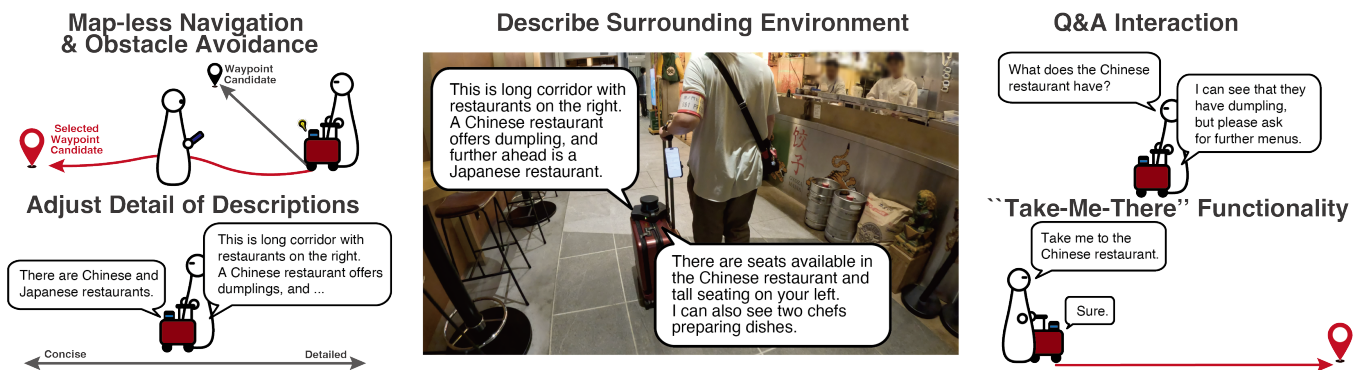 Map-less Navigation
& Obstacle Avoidance
Waypoint
Candidate
Selected
Waypoint
Candidate
Adjust Detail of Descriptions
There are Chinese and
Japanese restaurants.
This is long corridor with
restaurants on the right.
A Chinese restaurant offers
dumplings, and ...
Concise
Detailed
Describe Surrounding Environment
This is long corridor with
restaurants on the right.
A Chinese restaurant
offers dumpling, and
further ahead is a
Japanese restaurant.
餃
子
There are seats available in
the Chinese restaurant and
tall seating on your left.
I can also see two chefs
preparing dishes.
Q&A Interaction
What does the Chinese
restaurant have?
I can see that they
have dumpling,
but please ask
for further menus.
``Take-Me-There'' Functionality
Take me to the
Chinese restaurant.
Sure.